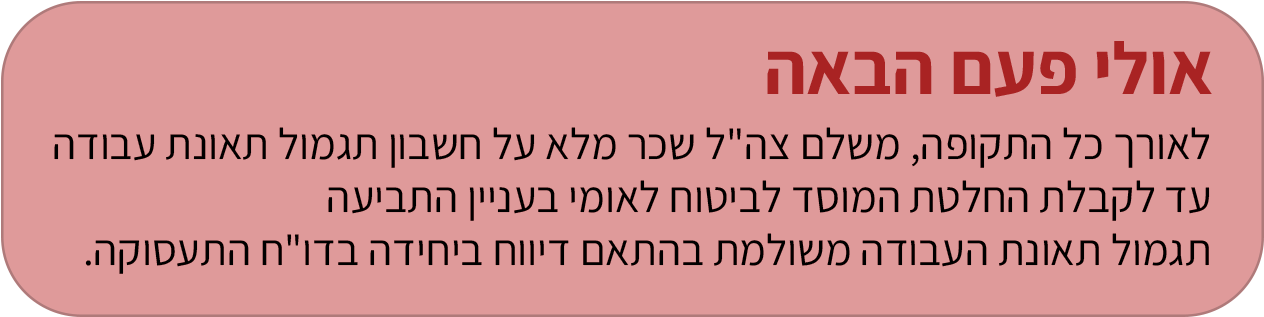 אולי פעם הבאה
לאורך כל התקופה, משלם צה"ל שכר מלא על חשבון תגמול תאונת עבודה
עד לקבלת החלטת המוסד לביטוח לאומי בעניין התביעה
תגמול תאונת העבודה משולמת בהתאם דיווח ביחידה בדו"ח התעסוקה.